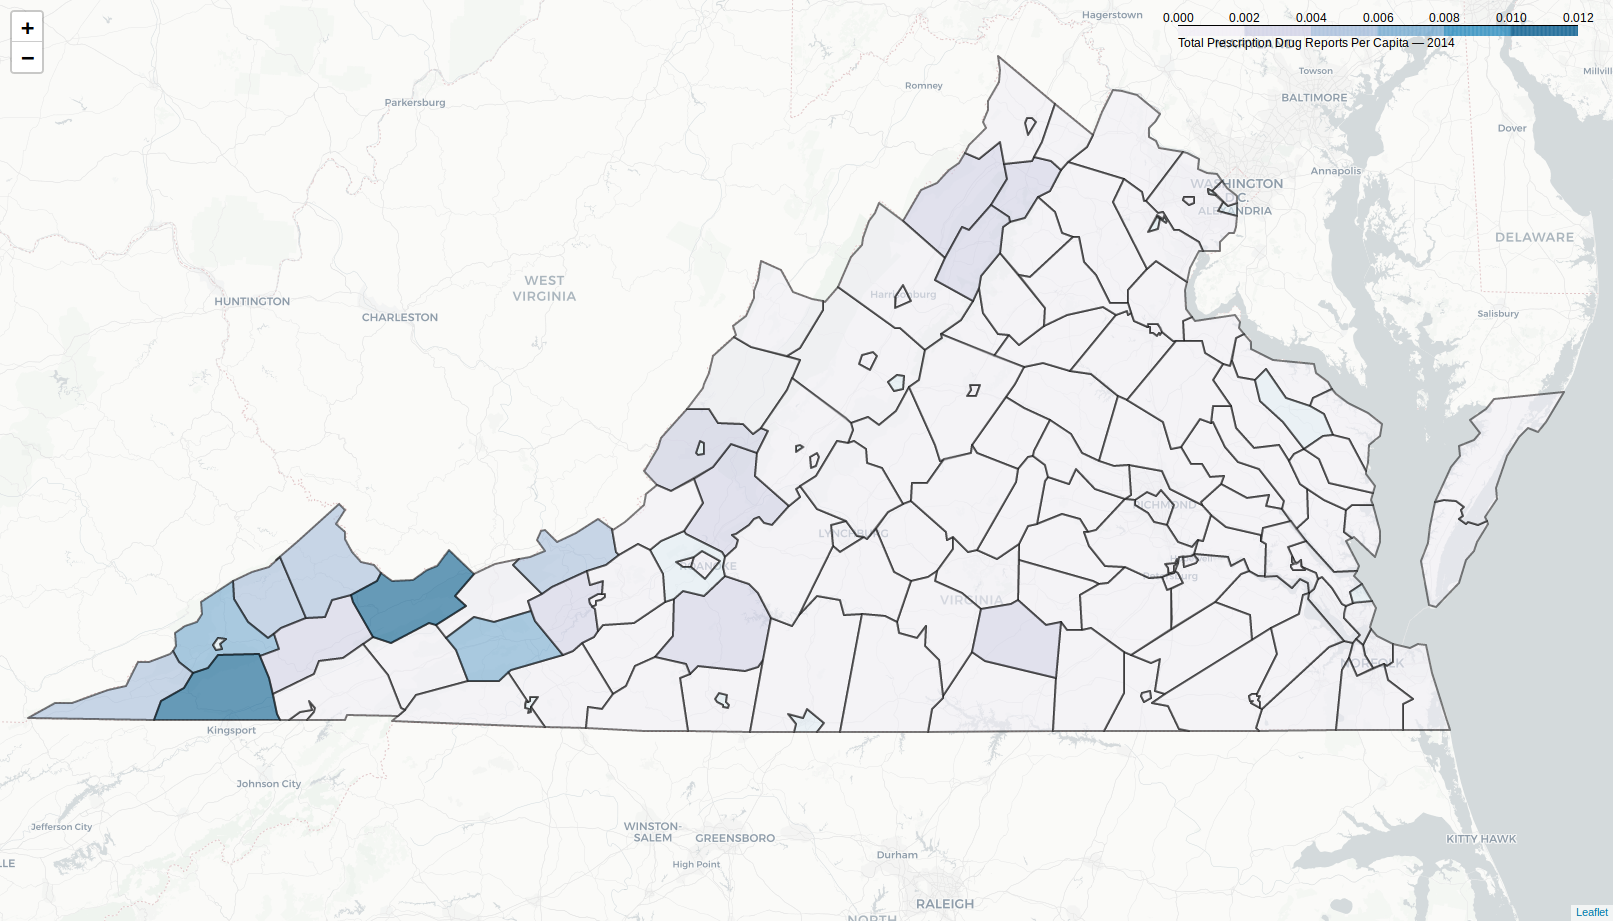 +
−
Hagerstown
0.000 0.002 0.004 0.006 0.008 0.010 0.012
Total Prescription Drug Reports Per Capita — 2014
Towson
Millvill
Romney
BALTIMORE
Parkersburg
Dover
Annapolis
WASHINGTON
D.C.
ALEXANDRIA
DELAWARE
WEST
VIRGINIA
Harrisonburg
HUNTINGTON
CHARLESTON
Salisbury
RICHMOND
LYNCHBURG
ROANOKE
Petersburg
VIRGINIA
NORFOLK
Kingsport
Johnson City
Jefferson City
WINSTON-
SALEM
GREENSBORO
KITTY HAWK
Durham
High Point
LLE
RALEIGH
NORTH
Leaflet